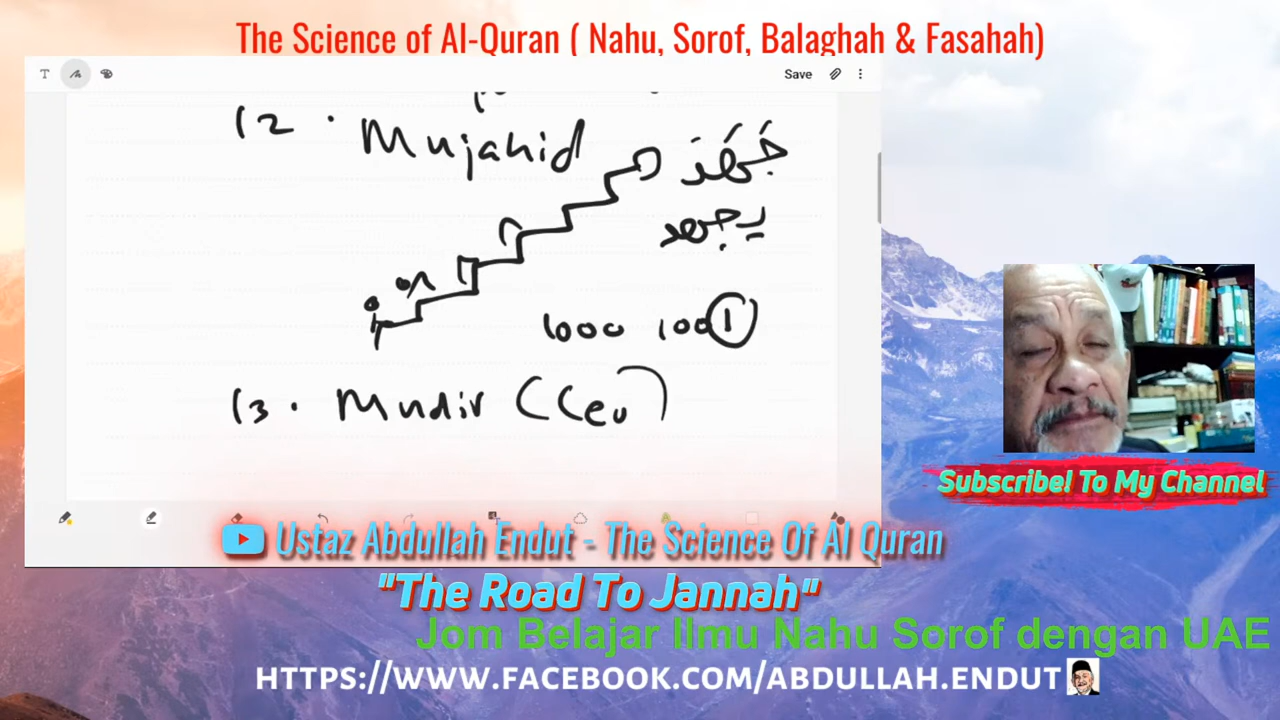 The Science of Al-Quran ( Nahu, Sorof, Balaghah & Fasahah)
T
Save
12 .
Mujahid
جَهَدَ
يجهد
1000 1001
13. Mudir (Ceo)
Ustaz Abdullah Endut - The Science Of Al Quran
"The Road To Jannah"
Subscribe! To My Channel
Jom Belajar Ilmu Nahu Sorof dengan UAE
HTTPS://WWW.FACEBOOK.COM/ABDULLAH.ENDUT